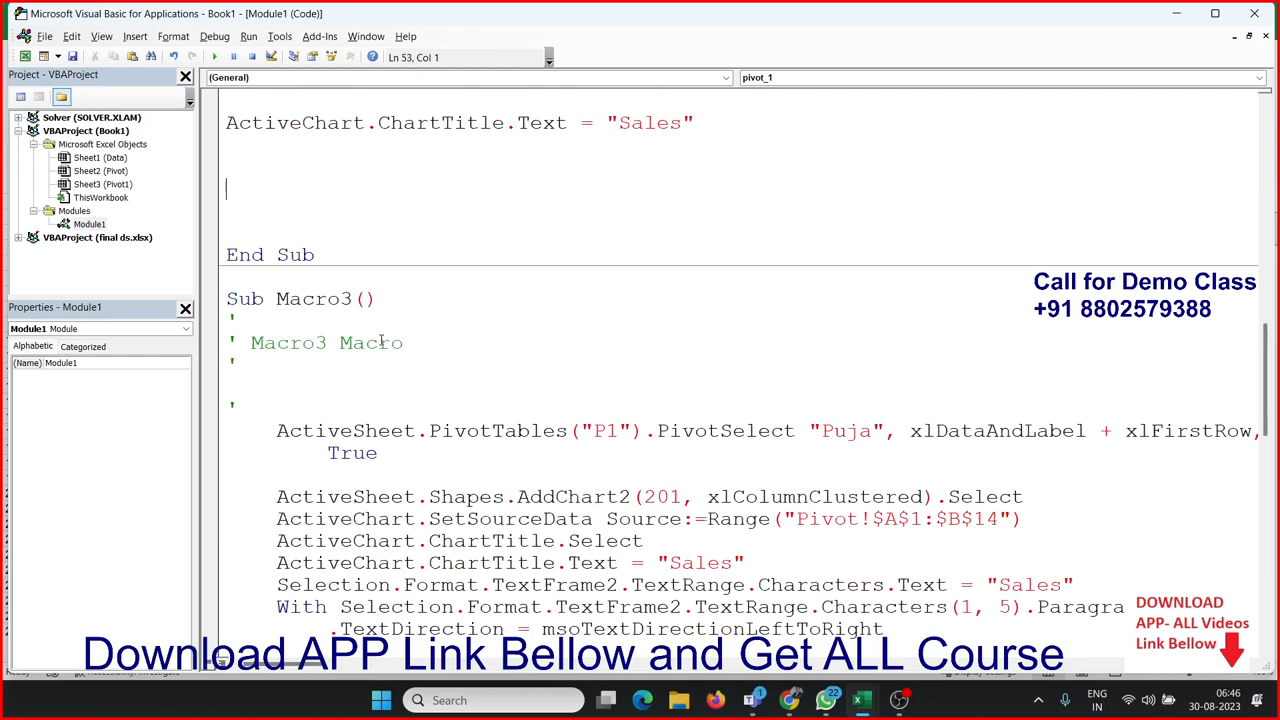 Microsoft Visual Basic for Applications - Book1 - [Module1 (Code)]
File Edit View Insert Format Debug Run Tools Add-Ins Window Help
Ln 53, Col 1
Project - VBAProject
(General)
pivot_1
Solver (SOLVER.XLAM)
VBAProject (Book1)
Microsoft Excel Objects
Sheet1 (Data)
Sheet2 (Pivot)
Sheet3 (Pivot1)
ThisWorkbook
Modules
Module1
VBAProject (final ds.xlsx)
Properties - Module1
Module1 Module
Alphabetic Categorized
(Name) Module1
ActiveChart.ChartTitle.Text = "Sales"
End Sub
Sub Macro3()
'
' Macro3 Macro
'
'
ActiveSheet.PivotTables("P1").PivotSelect "Puja", xlDataAndLabel + xlFirstRow,
True
ActiveSheet.Shapes.AddChart2(201, xlColumnClustered).Select
ActiveChart.SetSourceData Source:=Range("Pivot!$A$1:$B$14")
ActiveChart.ChartTitle.Select
ActiveChart.ChartTitle.Text = "Sales"
Selection.Format.TextFrame2.TextRange.Characters.Text = "Sales"
With Selection.Format.TextFrame2.TextRange.Characters(1, 5).Paragra
.TextDirection = msoTextDirectionLeftToRight
Call for Demo Class
+91 8802579388
DOWNLOAD
APP- ALL Videos
Link Bellow
Download APP Link Bellow and Get ALL Course
Search
1
22
ENG
IN
06:46
30-08-2023